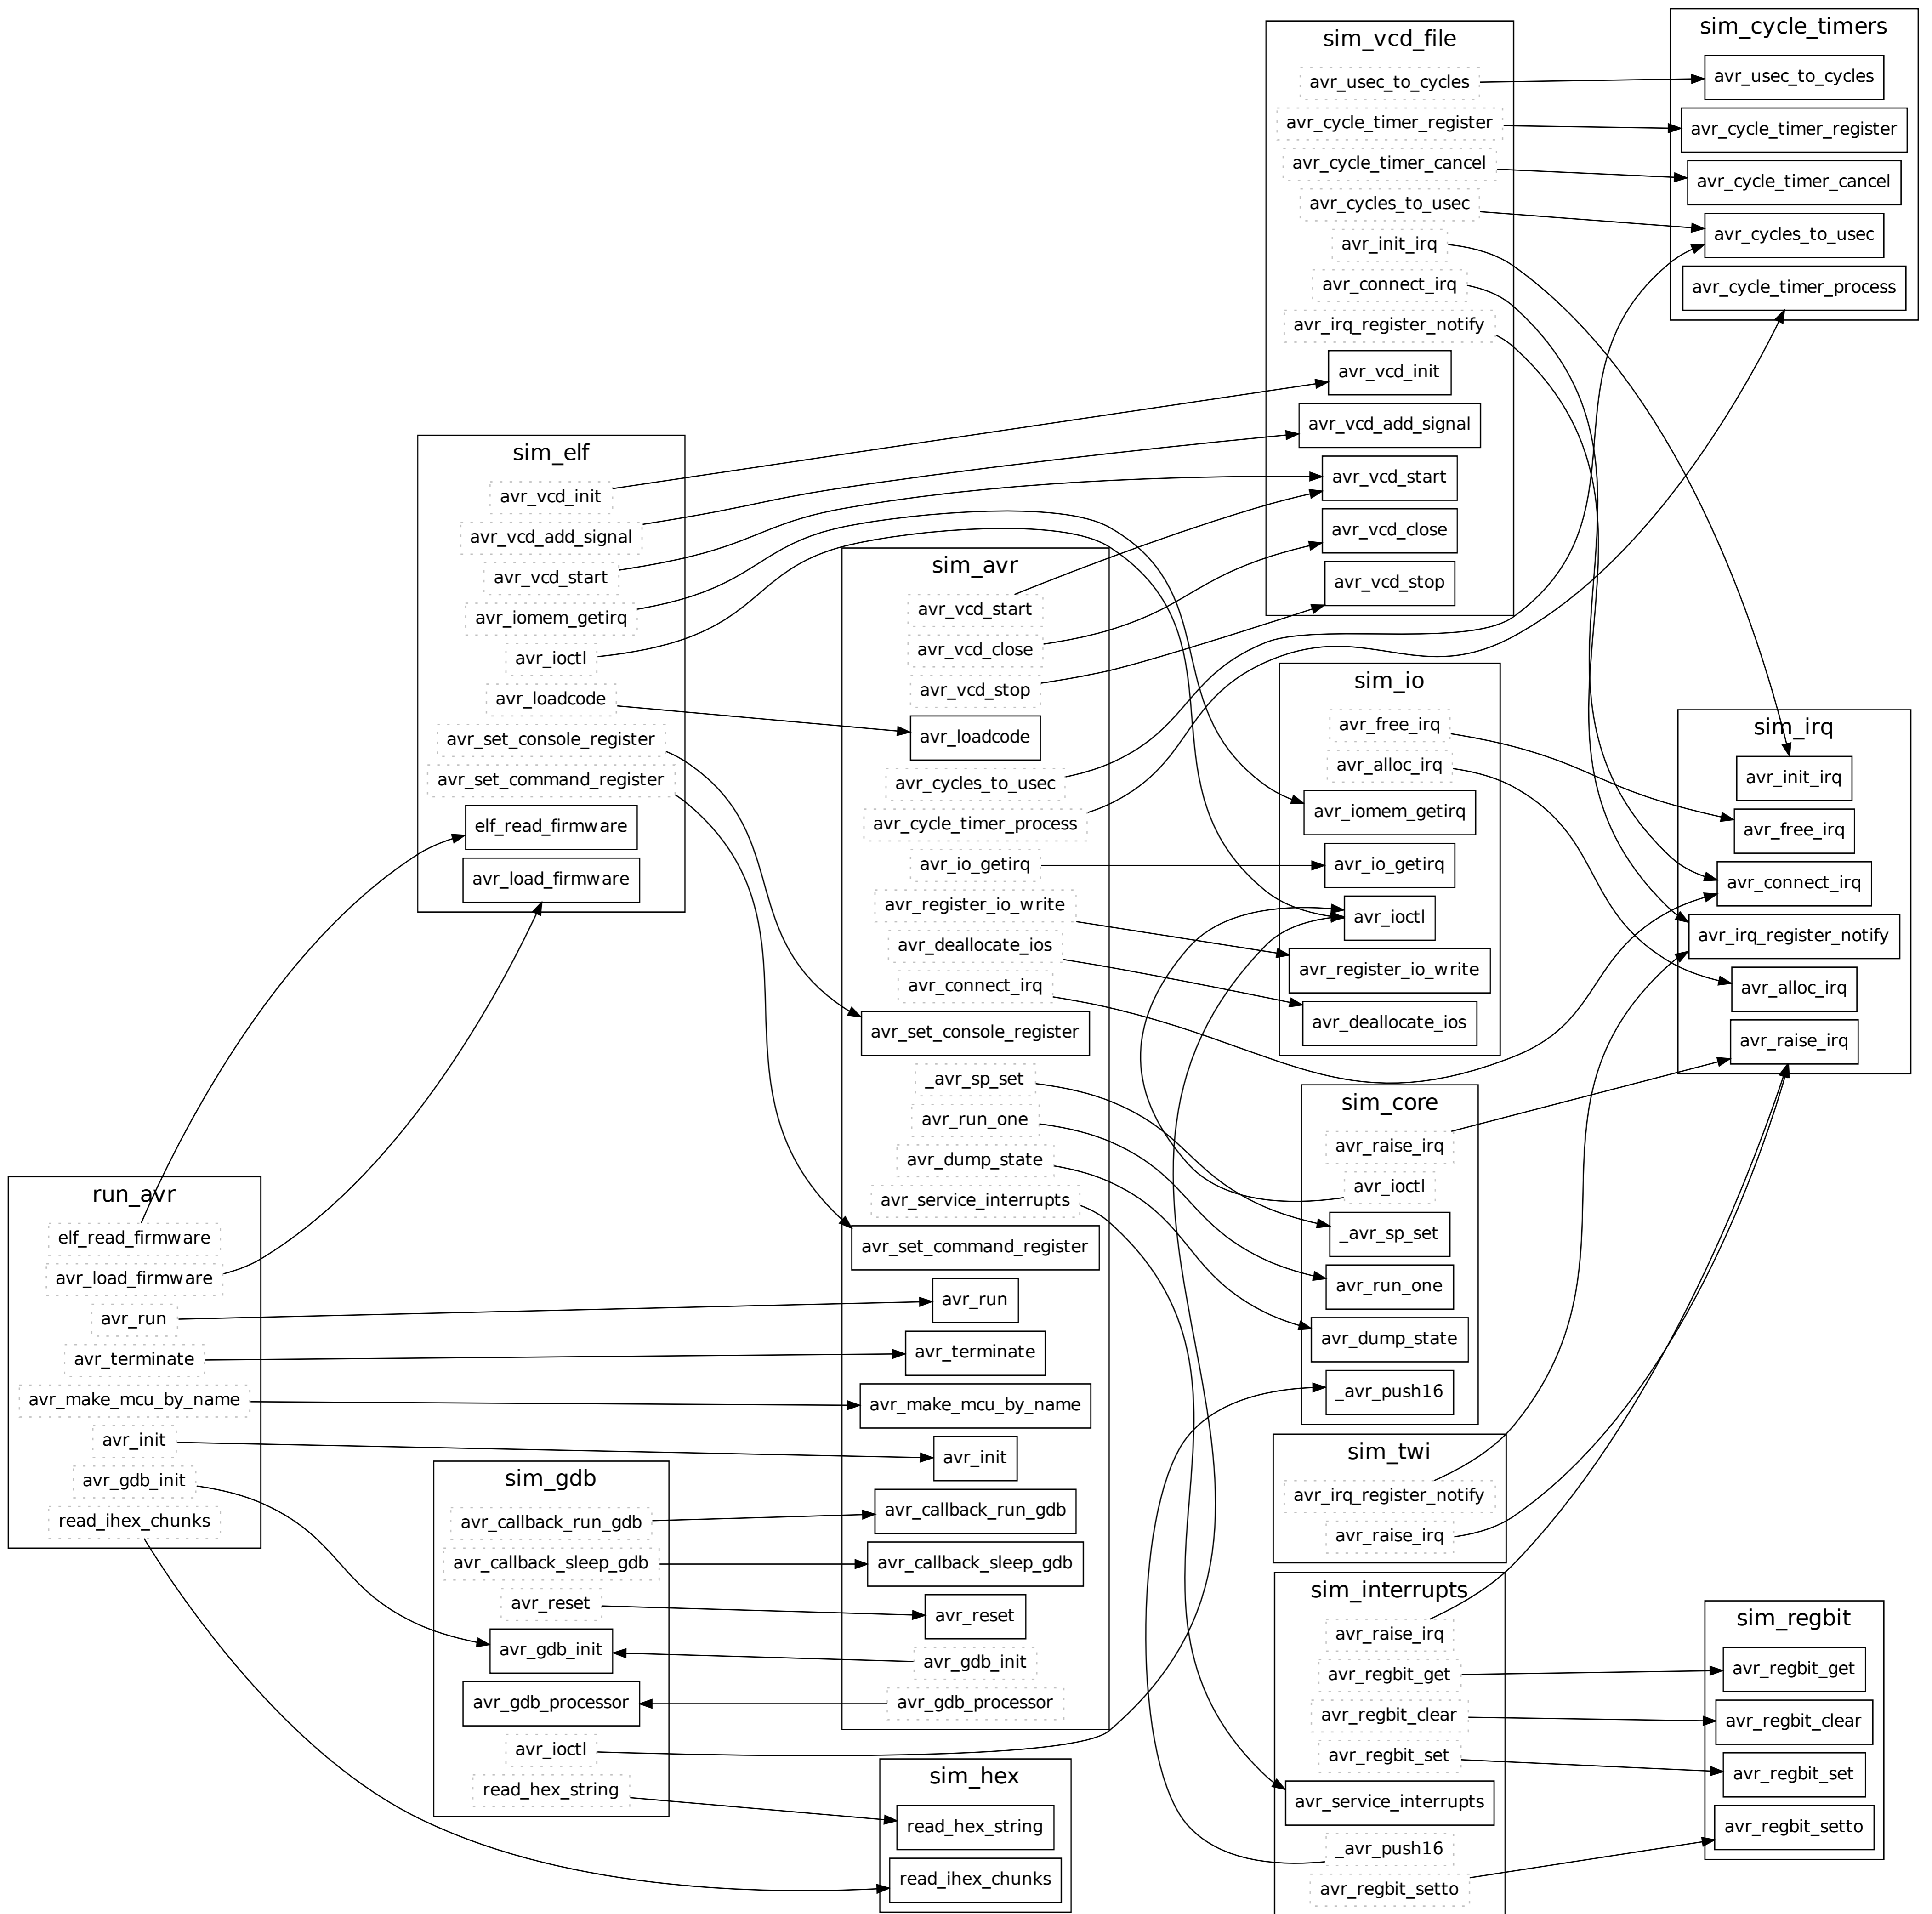 sim_vcd_file
avr_usec_to_cycles
avr_cycle_timer_register
avr_cycle_timer_cancel
avr_cycles_to_usec
avr_init_irq
avr_connect_irq
avr_irq_register_notify
avr_vcd_init
avr_vcd_add_signal
avr_vcd_start
avr_vcd_close
avr_vcd_stop
sim_cycle_timers
avr_usec_to_cycles
avr_cycle_timer_register
avr_cycle_timer_cancel
avr_cycles_to_usec
avr_cycle_timer_process
sim_elf
avr_vcd_init
avr_vcd_add_signal
avr_vcd_start
avr_iomem_getirq
avr_ioctl
avr_loadcode
avr_set_console_register
avr_set_command_register
elf_read_firmware
avr_load_firmware
sim_avr
avr_vcd_start
avr_vcd_close
avr_vcd_stop
avr_loadcode
avr_cycles_to_usec
avr_cycle_timer_process
avr_io_getirq
avr_register_io_write
avr_deallocate_ios
avr_connect_irq
avr_set_console_register
_avr_sp_set
avr_run_one
avr_dump_state
avr_service_interrupts
avr_set_command_register
avr_run
avr_terminate
avr_make_mcu_by_name
avr_init
avr_callback_run_gdb
avr_callback_sleep_gdb
avr_reset
avr_gdb_init
avr_gdb_processor
sim_io
avr_free_irq
avr_alloc_irq
avr_iomem_getirq
avr_io_getirq
avr_ioctl
avr_register_io_write
avr_deallocate_ios
sim_irq
avr_init_irq
avr_free_irq
avr_connect_irq
avr_irq_register_notify
avr_alloc_irq
avr_raise_irq
sim_core
avr_raise_irq
avr_ioctl
_avr_sp_set
avr_run_one
avr_dump_state
_avr_push16
run_avr
elf_read_firmware
avr_load_firmware
avr_run
avr_terminate
avr_make_mcu_by_name
avr_init
avr_gdb_init
read_ihex_chunks
sim_gdb
avr_callback_run_gdb
avr_callback_sleep_gdb
avr_reset
avr_gdb_init
avr_gdb_processor
avr_ioctl
read_hex_string
sim_twi
avr_irq_register_notify
avr_raise_irq
sim_interrupts
avr_raise_irq
avr_regbit_get
avr_regbit_clear
avr_regbit_set
avr_service_interrupts
_avr_push16
avr_regbit_setto
sim_regbit
avr_regbit_get
avr_regbit_clear
avr_regbit_set
avr_regbit_setto
sim_hex
read_hex_string
read_ihex_chunks